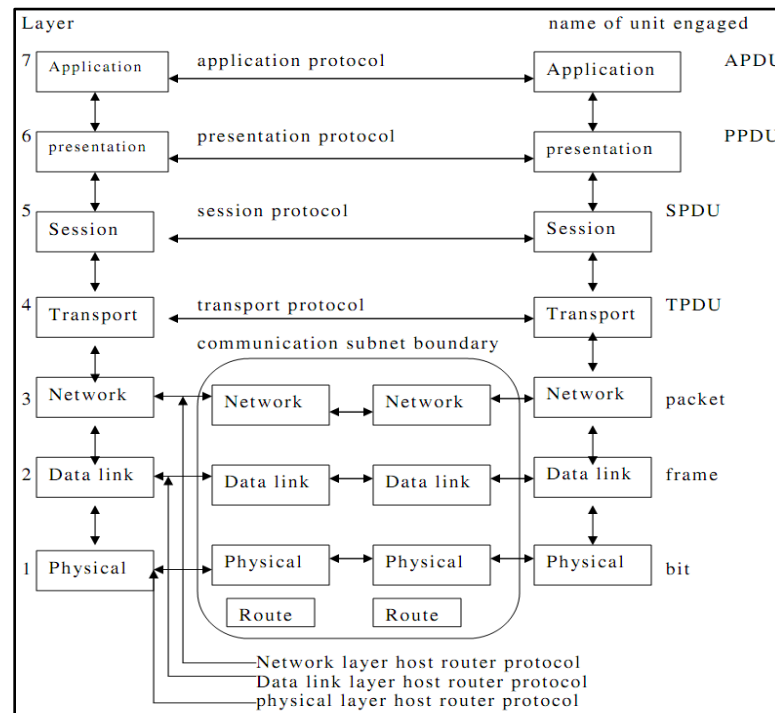 Layer name of unit engaged
7 Application application protocol Application APDU
6 presentation presentation protocol presentation PPDU
5 Session session protocol Session SPDU
4 Transport transport protocol Transport TPDU
communication subnet boundary
3 Network Network Network Network packet
2 Data link Data link Data link Data link frame
1 Physical Physical Physical Physical bit
Route Route
Network layer host router protocol
Data link layer host router protocol
physical layer host router protocol